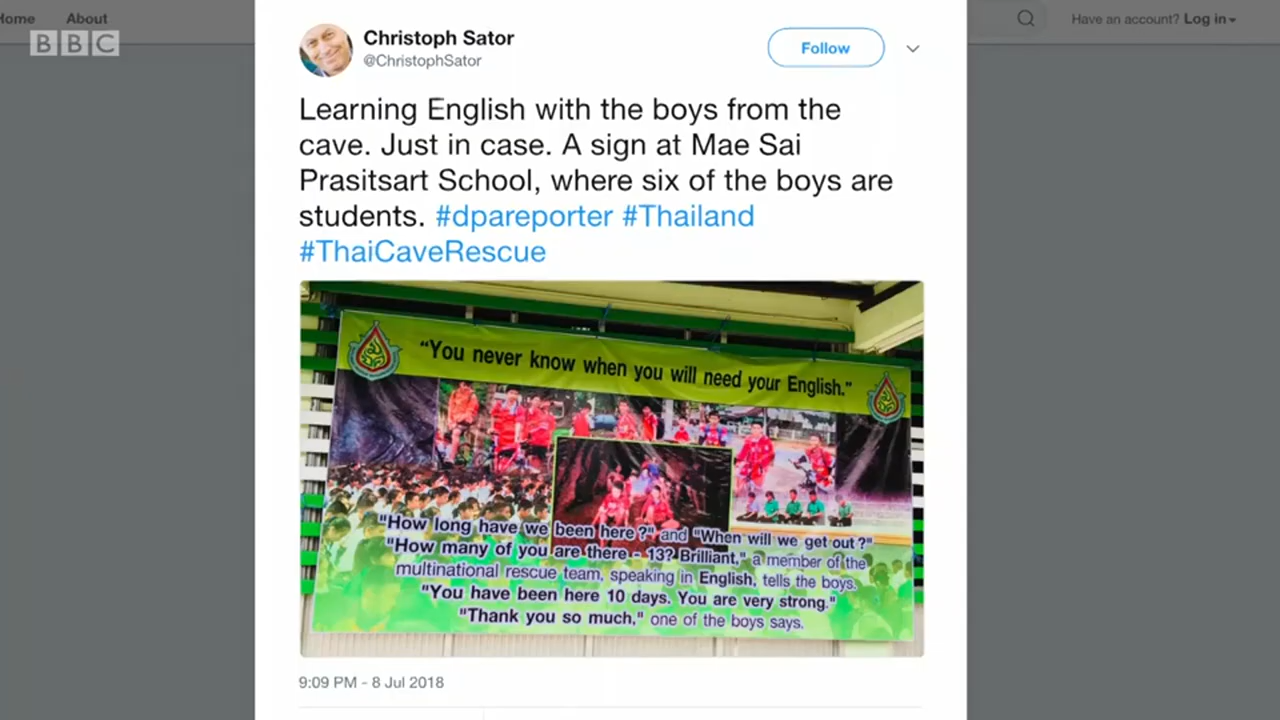 Home About
Have an account? Log in
BBC
Christoph Sator
@ChristophSator
Follow
Learning English with the boys from the
cave. Just in case. A sign at Mae Sai
Prasitsart School, where six of the boys are
students. #dpareporter #Thailand
#ThaiCaveRescue
“You never know when you will need your English.”
"How long have we been here ?" and "When will we get out ?"
"How many of you are there - 13? Brilliant," a member of the
multinational rescue team, speaking in English, tells the boys.
"You have been here 10 days. You are very strong."
"Thank you so much," one of the boys says.
9:09 PM - 8 Jul 2018